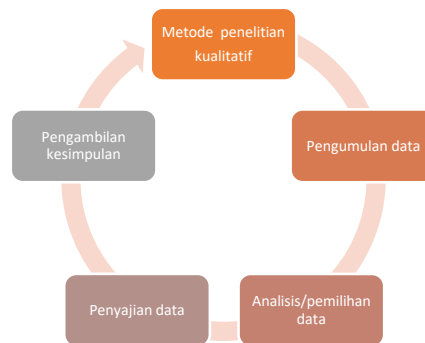 Metode penelitian
kualitatif
Pengumulan data
Analisis/pemilihan
data
Penyajian data
Pengambilan
kesimpulan